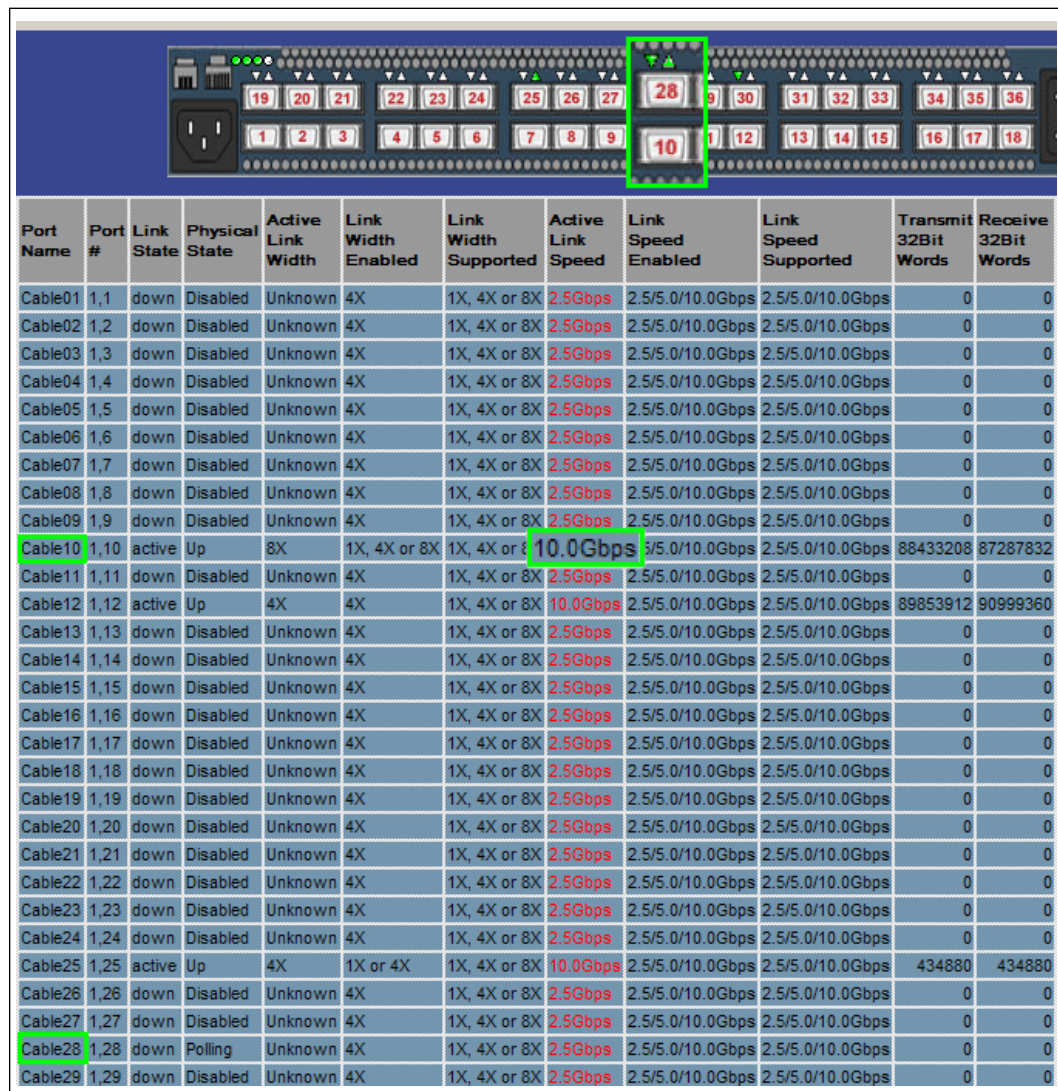 19 20 21 22 23 24 25 26 27 28 9 30 31 32 33 34 35 36
1 2 3 4 5 6 7 8 9 10 1 12 13 14 15 16 17 18
Port Name Port # Link State Physical State Active Link Width Link Width Enabled Link Width Supported Active Link Speed Link Speed Enabled Link Speed Supported Transmit 32Bit Words Receive 32Bit Words
Cable01 1,1 down Disabled Unknown 4X 1X, 4X or 8X 2.5Gbps 2.5/5.0/10.0Gbps 2.5/5.0/10.0Gbps 0 0
Cable02 1,2 down Disabled Unknown 4X 1X, 4X or 8X 2.5Gbps 2.5/5.0/10.0Gbps 2.5/5.0/10.0Gbps 0 0
Cable03 1,3 down Disabled Unknown 4X 1X, 4X or 8X 2.5Gbps 2.5/5.0/10.0Gbps 2.5/5.0/10.0Gbps 0 0
Cable04 1,4 down Disabled Unknown 4X 1X, 4X or 8X 2.5Gbps 2.5/5.0/10.0Gbps 2.5/5.0/10.0Gbps 0 0
Cable05 1,5 down Disabled Unknown 4X 1X, 4X or 8X 2.5Gbps 2.5/5.0/10.0Gbps 2.5/5.0/10.0Gbps 0 0
Cable06 1,6 down Disabled Unknown 4X 1X, 4X or 8X 2.5Gbps 2.5/5.0/10.0Gbps 2.5/5.0/10.0Gbps 0 0
Cable07 1,7 down Disabled Unknown 4X 1X, 4X or 8X 2.5Gbps 2.5/5.0/10.0Gbps 2.5/5.0/10.0Gbps 0 0
Cable08 1,8 down Disabled Unknown 4X 1X, 4X or 8X 2.5Gbps 2.5/5.0/10.0Gbps 2.5/5.0/10.0Gbps 0 0
Cable09 1,9 down Disabled Unknown 4X 1X, 4X or 8X 2.5Gbps 2.5/5.0/10.0Gbps 2.5/5.0/10.0Gbps 0 0
Cable10 1,10 active Up 8X 1X, 4X or 8X 1X, 4X or 8 10.0Gbps 5/5.0/10.0Gbps 2.5/5.0/10.0Gbps 88433208 87287832
Cable11 1,11 down Disabled Unknown 4X 1X, 4X or 8X 2.5Gbps 2.5/5.0/10.0Gbps 2.5/5.0/10.0Gbps 0 0
Cable12 1,12 active Up 4X 4X 1X, 4X or 8X 10.0Gbps 2.5/5.0/10.0Gbps 2.5/5.0/10.0Gbps 89853912 90999360
Cable13 1,13 down Disabled Unknown 4X 1X, 4X or 8X 2.5Gbps 2.5/5.0/10.0Gbps 2.5/5.0/10.0Gbps 0 0
Cable14 1,14 down Disabled Unknown 4X 1X, 4X or 8X 2.5Gbps 2.5/5.0/10.0Gbps 2.5/5.0/10.0Gbps 0 0
Cable15 1,15 down Disabled Unknown 4X 1X, 4X or 8X 2.5Gbps 2.5/5.0/10.0Gbps 2.5/5.0/10.0Gbps 0 0
Cable16 1,16 down Disabled Unknown 4X 1X, 4X or 8X 2.5Gbps 2.5/5.0/10.0Gbps 2.5/5.0/10.0Gbps 0 0
Cable17 1,17 down Disabled Unknown 4X 1X, 4X or 8X 2.5Gbps 2.5/5.0/10.0Gbps 2.5/5.0/10.0Gbps 0 0
Cable18 1,18 down Disabled Unknown 4X 1X, 4X or 8X 2.5Gbps 2.5/5.0/10.0Gbps 2.5/5.0/10.0Gbps 0 0
Cable19 1,19 down Disabled Unknown 4X 1X, 4X or 8X 2.5Gbps 2.5/5.0/10.0Gbps 2.5/5.0/10.0Gbps 0 0
Cable20 1,20 down Disabled Unknown 4X 1X, 4X or 8X 2.5Gbps 2.5/5.0/10.0Gbps 2.5/5.0/10.0Gbps 0 0
Cable21 1,21 down Disabled Unknown 4X 1X, 4X or 8X 2.5Gbps 2.5/5.0/10.0Gbps 2.5/5.0/10.0Gbps 0 0
Cable22 1,22 down Disabled Unknown 4X 1X, 4X or 8X 2.5Gbps 2.5/5.0/10.0Gbps 2.5/5.0/10.0Gbps 0 0
Cable23 1,23 down Disabled Unknown 4X 1X, 4X or 8X 2.5Gbps 2.5/5.0/10.0Gbps 2.5/5.0/10.0Gbps 0 0
Cable24 1,24 down Disabled Unknown 4X 1X, 4X or 8X 2.5Gbps 2.5/5.0/10.0Gbps 2.5/5.0/10.0Gbps 0 0
Cable25 1,25 active Up 4X 1X or 4X 1X, 4X or 8X 10.0Gbps 2.5/5.0/10.0Gbps 2.5/5.0/10.0Gbps 434880 434880
Cable26 1,26 down Disabled Unknown 4X 1X, 4X or 8X 2.5Gbps 2.5/5.0/10.0Gbps 2.5/5.0/10.0Gbps 0 0
Cable27 1,27 down Disabled Unknown 4X 1X, 4X or 8X 2.5Gbps 2.5/5.0/10.0Gbps 2.5/5.0/10.0Gbps 0 0
Cable28 1,28 down Polling Unknown 4X 1X, 4X or 8X 2.5Gbps 2.5/5.0/10.0Gbps 2.5/5.0/10.0Gbps 0 0
Cable29 1,29 down Disabled Unknown 4X 1X, 4X or 8X 2.5Gbps 2.5/5.0/10.0Gbps 2.5/5.0/10.0Gbps 0 0